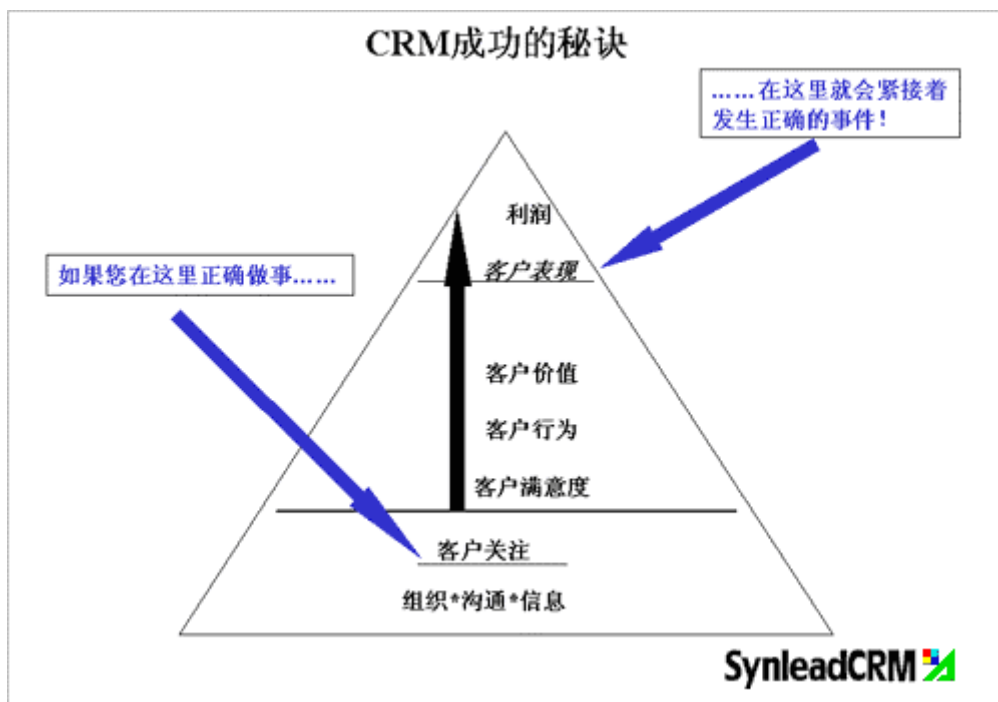 CRM成功的秘诀
……在这里就会紧接着
发生正确的事件!
利润
客户表现
如果您在这里正确做事……
客户价值
客户行为
客户满意度
客户关注
组织*沟通*信息
SynleadCRM